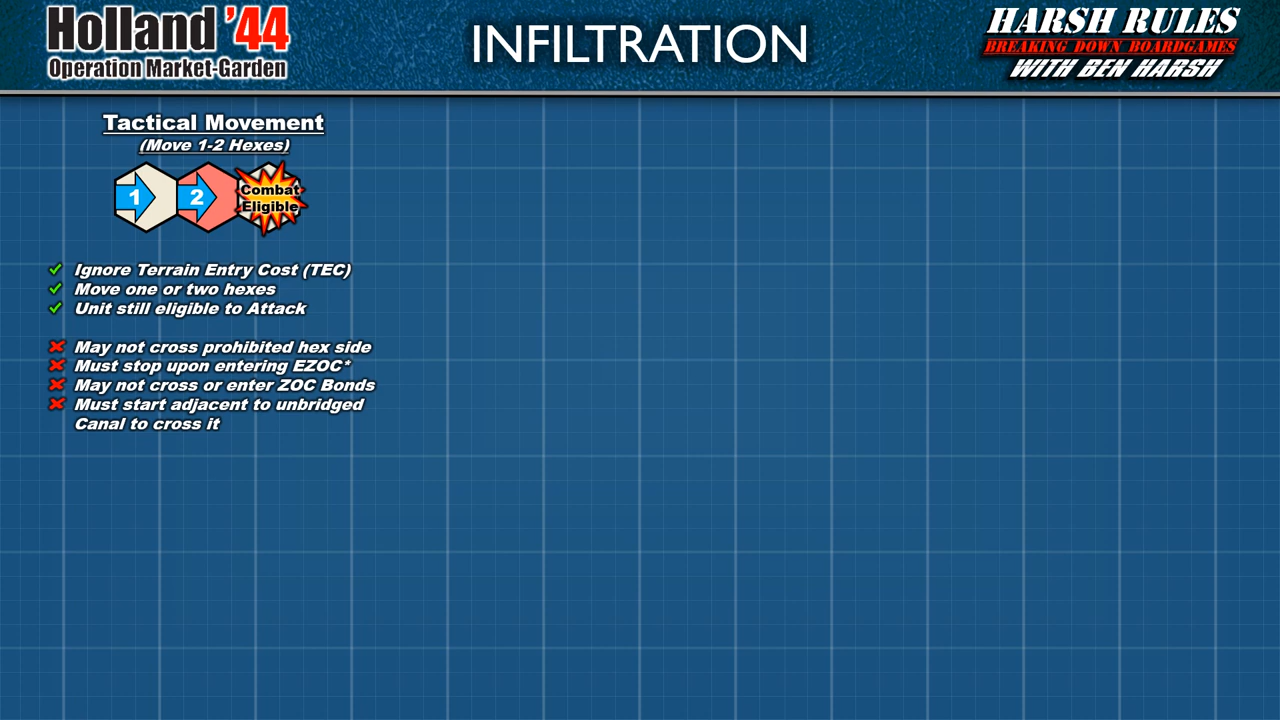 Holland '44
Operation Market-Garden
INFILTRATION
HARSH RULES
BREAKING DOWN BOARDGAMES
WITH BEN HARSH
Tactical Movement
(Move 1-2 Hexes)
1 2 Combat
Eligible
Ignore Terrain Entry Cost (TEC)
Move one or two hexes
Unit still eligible to Attack
May not cross prohibited hex side
Must stop upon entering EZOC*
May not cross or enter ZOC Bonds
Must start adjacent to unbridged
Canal to cross it